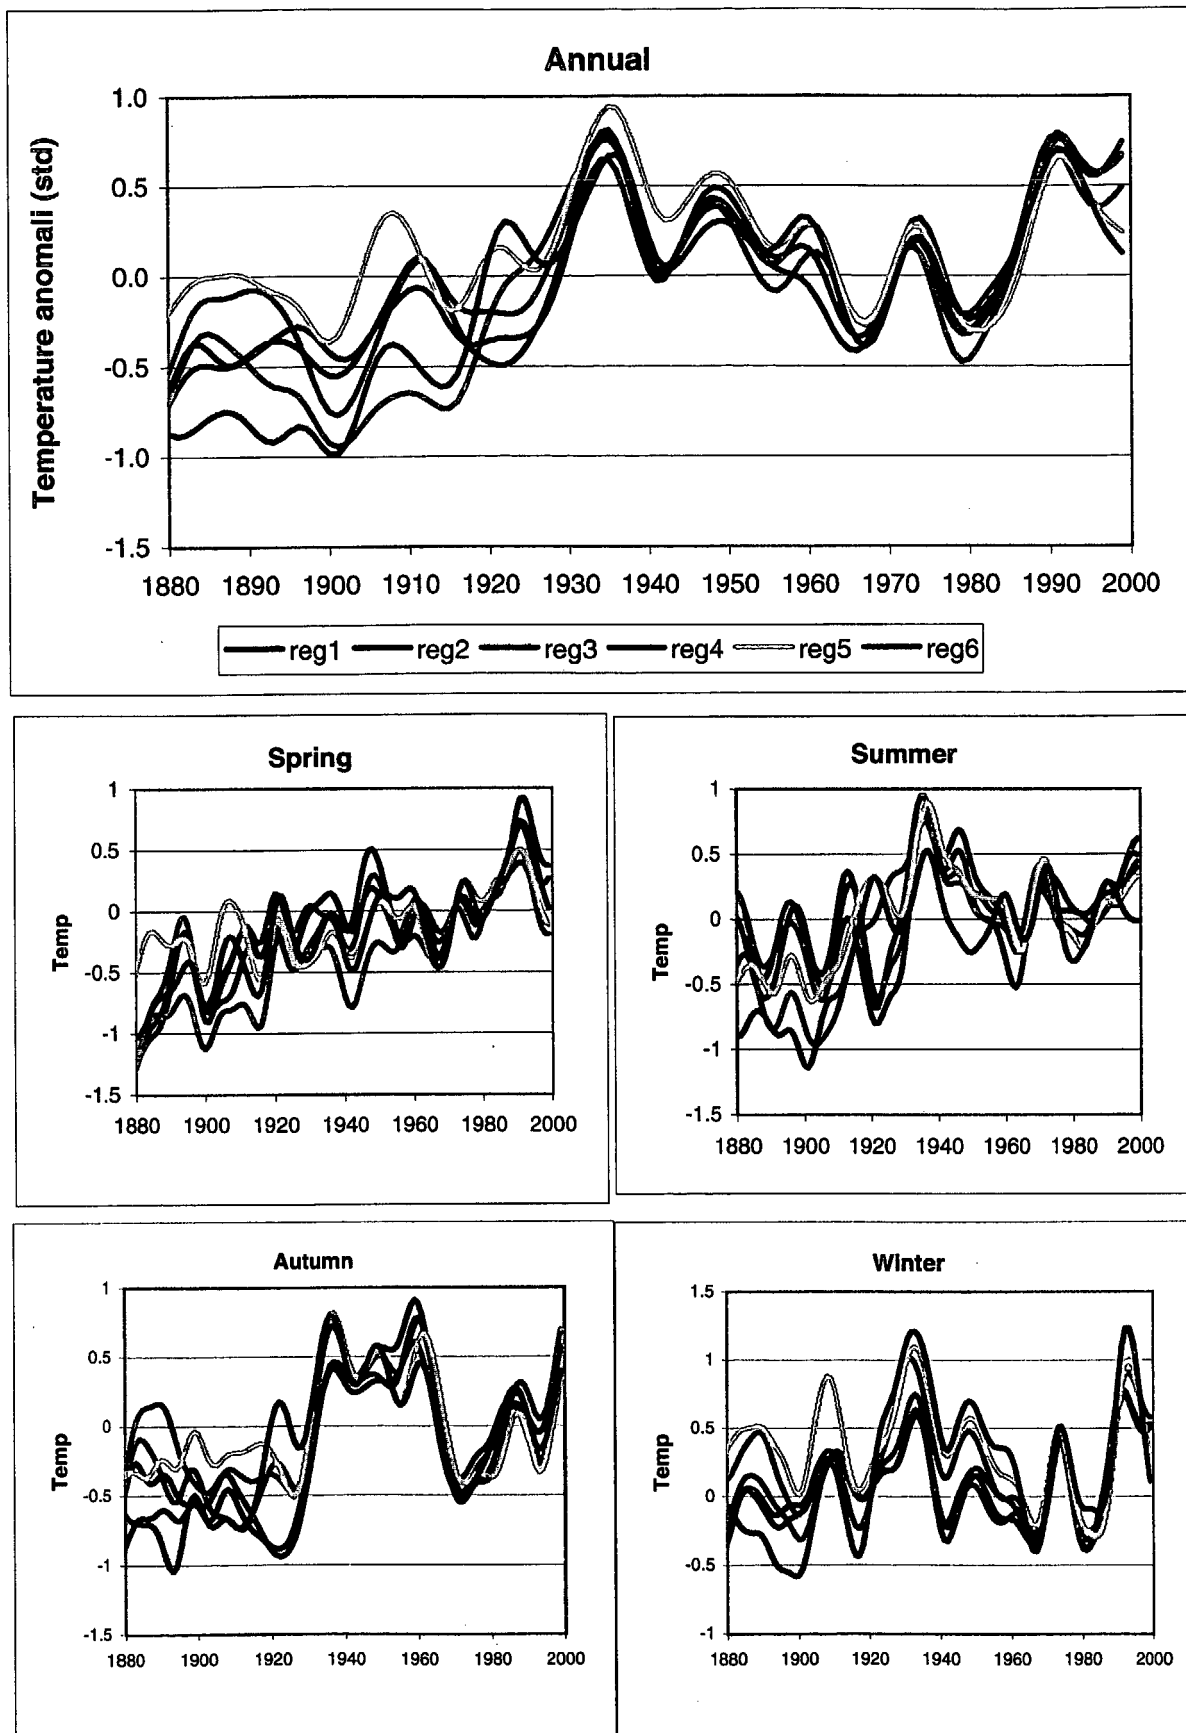 Annual
Temperature anomali (std)
1.0
0.5
0.0
-0.5
-1.0
-1.5
1880 1890 1900 1910 1920 1930 1940 1950 1960 1970 1980 1990 2000
reg1 reg2 reg3 reg4 reg5 reg6
Spring
Temp
1
0.5
0
-0.5
-1
-1.5
1880 1900 1920 1940 1960 1980 2000
Summer
Temp
1
0.5
0
-0.5
-1
-1.5
1880 1900 1920 1940 1960 1980 2000
Autumn
Temp
1
0.5
0
-0.5
-1
-1.5
1880 1900 1920 1940 1960 1980 2000
Winter
Temp
1.5
1
0.5
0
-0.5
-1
1880 1900 1920 1940 1960 1980 2000